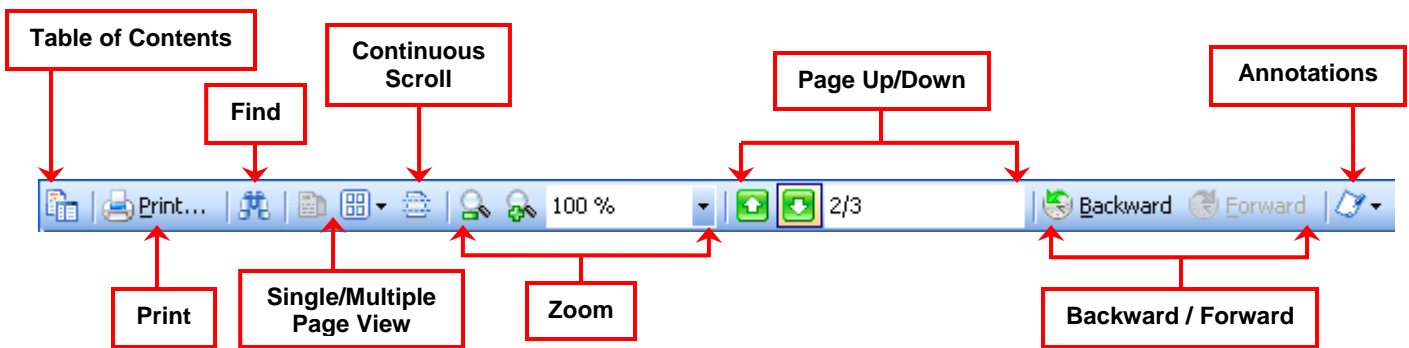 Table of Contents
Continuous
Scroll
Page Up/Down
Annotations
Find
Print...
100 %
2/3
Backward
Forward
Print
Single/Multiple
Page View
Zoom
Backward / Forward